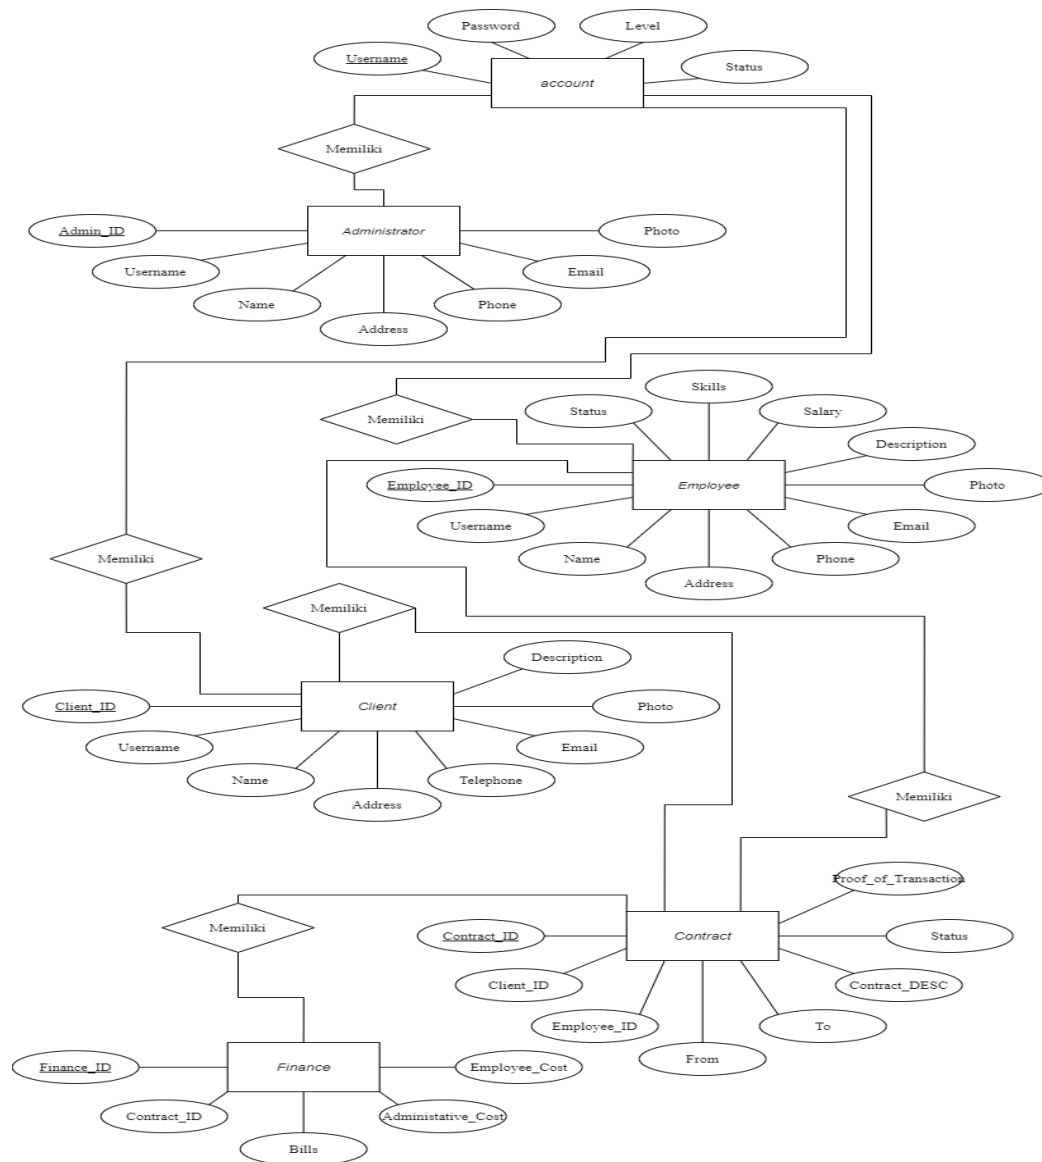 Password
Level
Username
Status
account
Memiliki
Admin_ID
Administrator
Photo
Username
Email
Name
Phone
Address
Skills
Status
Salary
Memiliki
Description
Employee_ID
Employee
Photo
Username
Email
Name
Phone
Address
Memiliki
Memiliki
Description
Client_ID
Client
Photo
Username
Email
Name
Telephone
Address
Memiliki
Proof_of_Transaction
Memiliki
Contract_ID
Contract
Status
Client_ID
Contract_DESC
Employee_ID
To
From
Finance_ID
Finance
Employee_Cost
Contract_ID
Administative_Cost
Bills